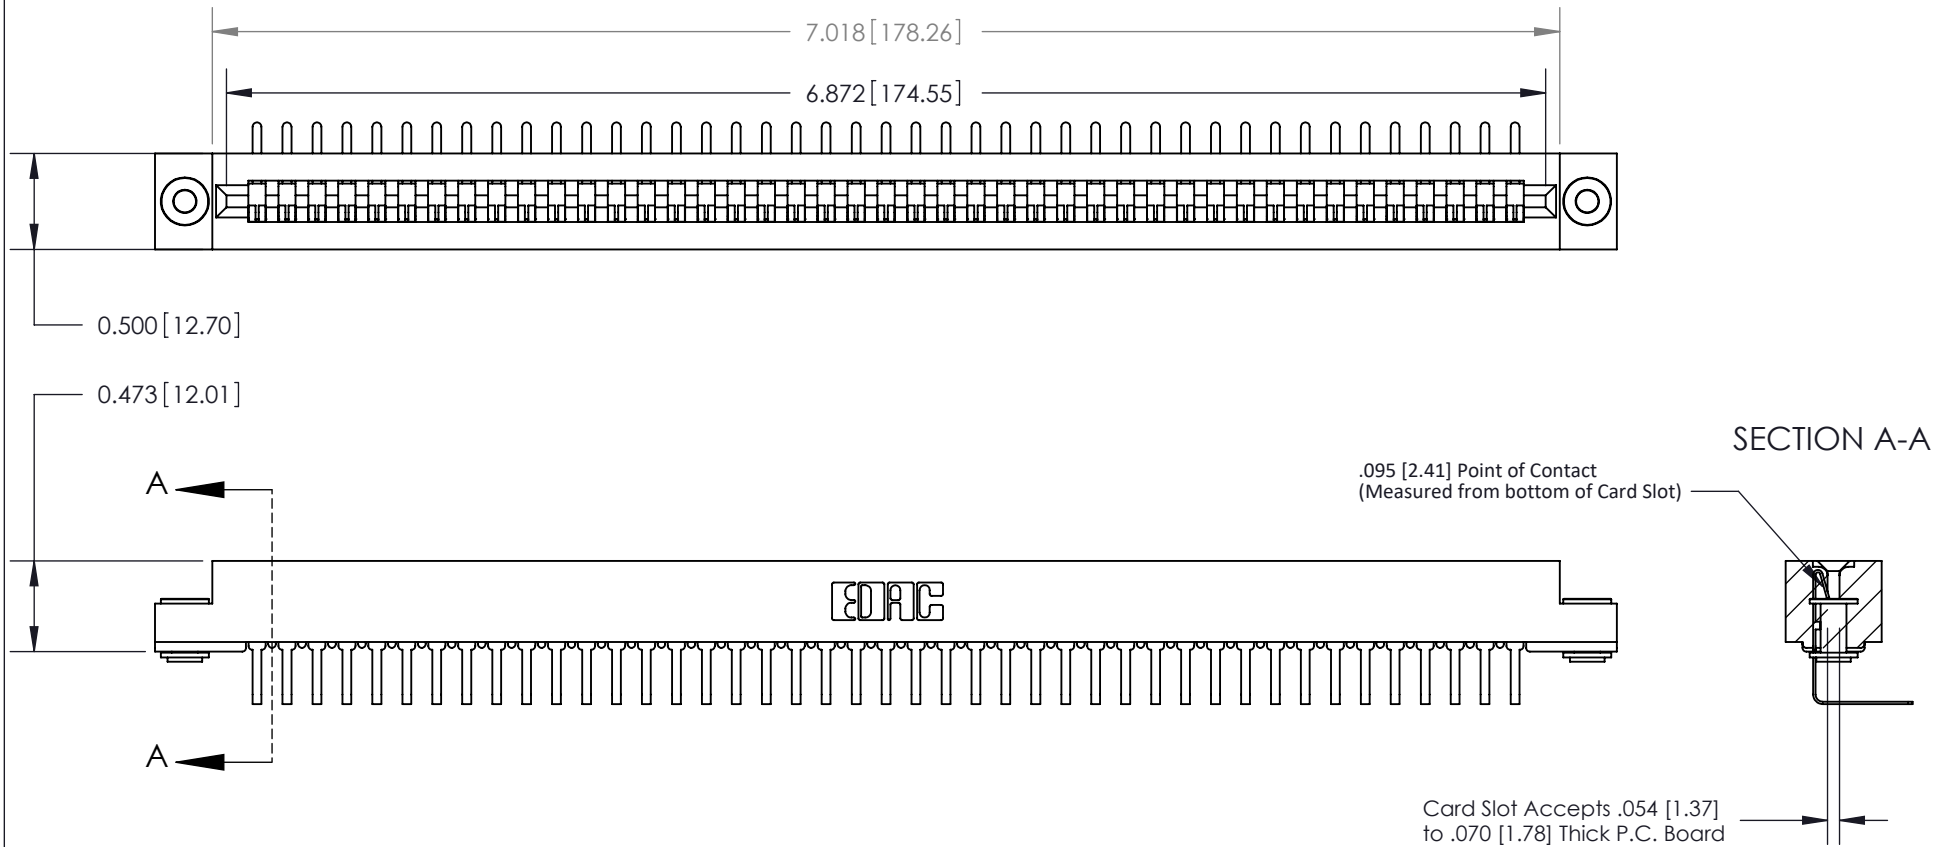 7.018 [178.26]
6.872 [174.55]
0.500 [12.70]
0.473 [12.01]
SECTION A-A
.095 [2.41] Point of Contact
(Measured from bottom of Card Slot)
A
EDAC
A
Card Slot Accepts .054 [1.37]
to .070 [1.78] Thick P.C. Board